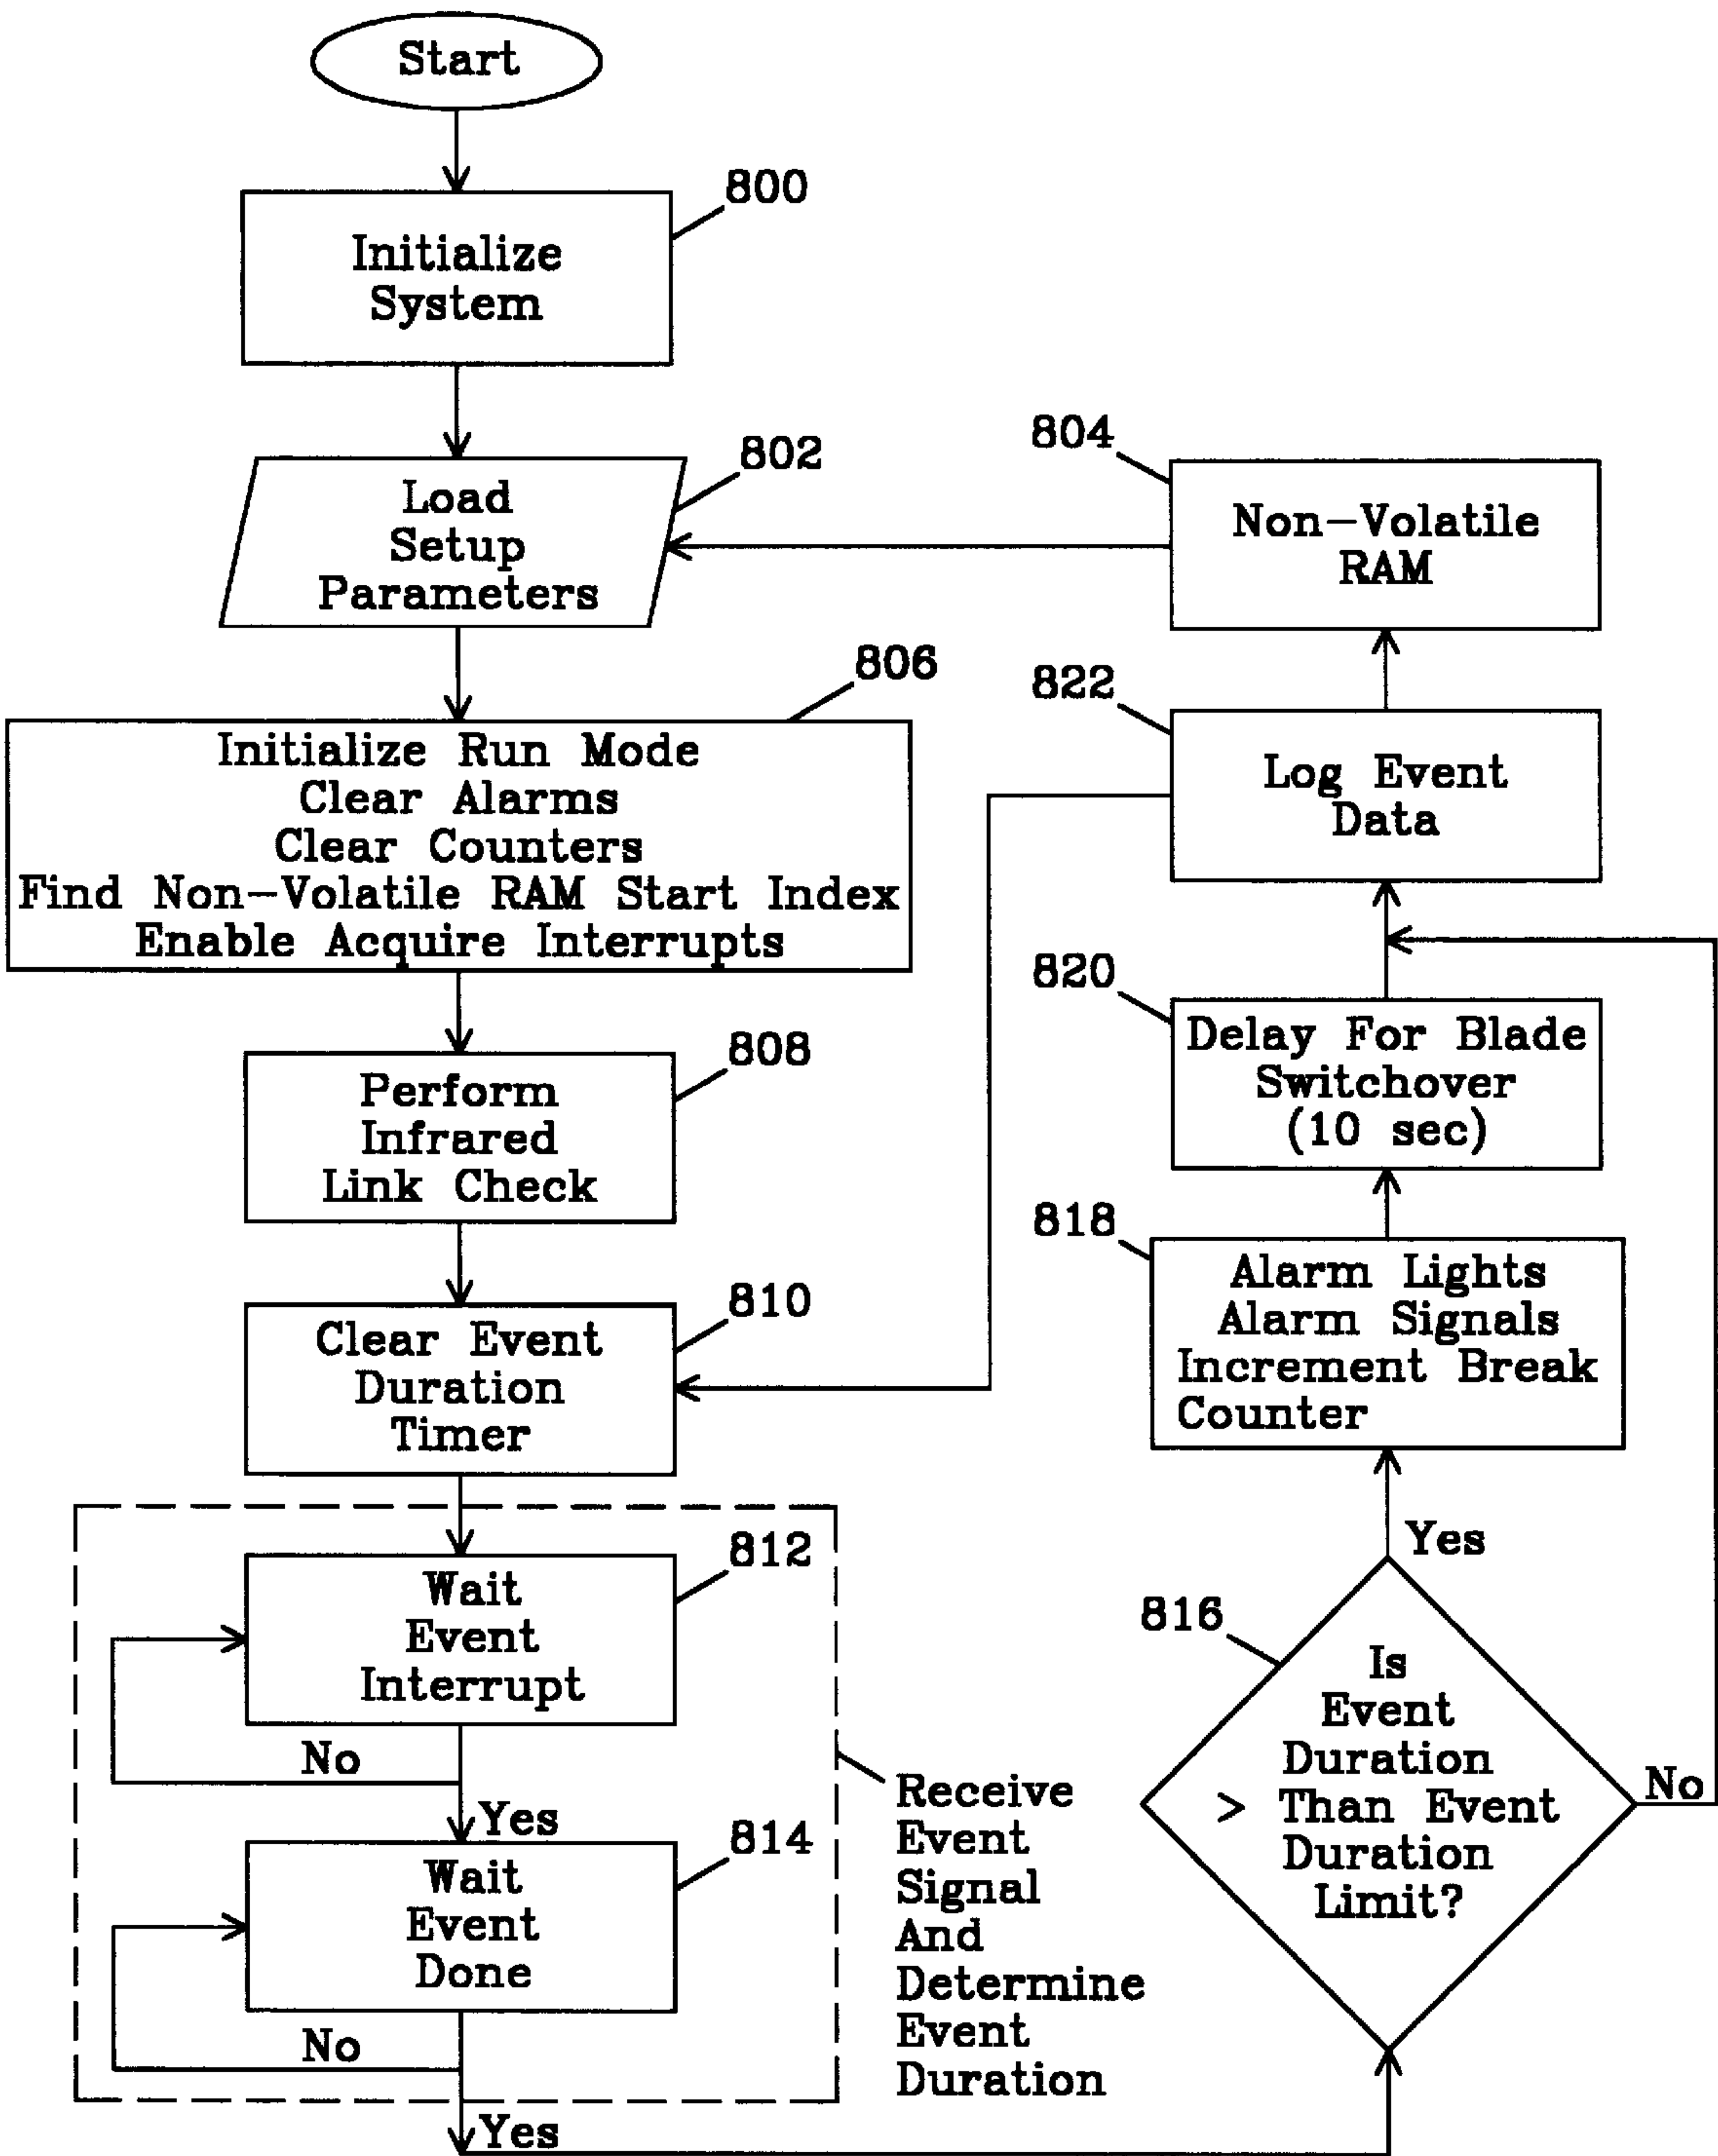 Start
800
Initialize
System
802
Load
Setup
Parameters
804
Non-Volatile
RAM
806
Initialize Run Mode
Clear Alarms
Clear Counters
Find Non-Volatile RAM Start Index
Enable Acquire Interrupts
808
Perform
Infrared
Link Check
810
Clear Event
Duration
Timer
812
Wait
Event
Interrupt
No
Yes
814
Wait
Event
Done
No
Yes
Receive
Event
Signal
And
Determine
Event
Duration
816
Is
Event
Duration
> Than Event
Duration
Limit?
Yes
No
818
Alarm Lights
Alarm Signals
Increment Break
Counter
820
Delay For Blade
Switchover
(10 sec)
822
Log Event
Data